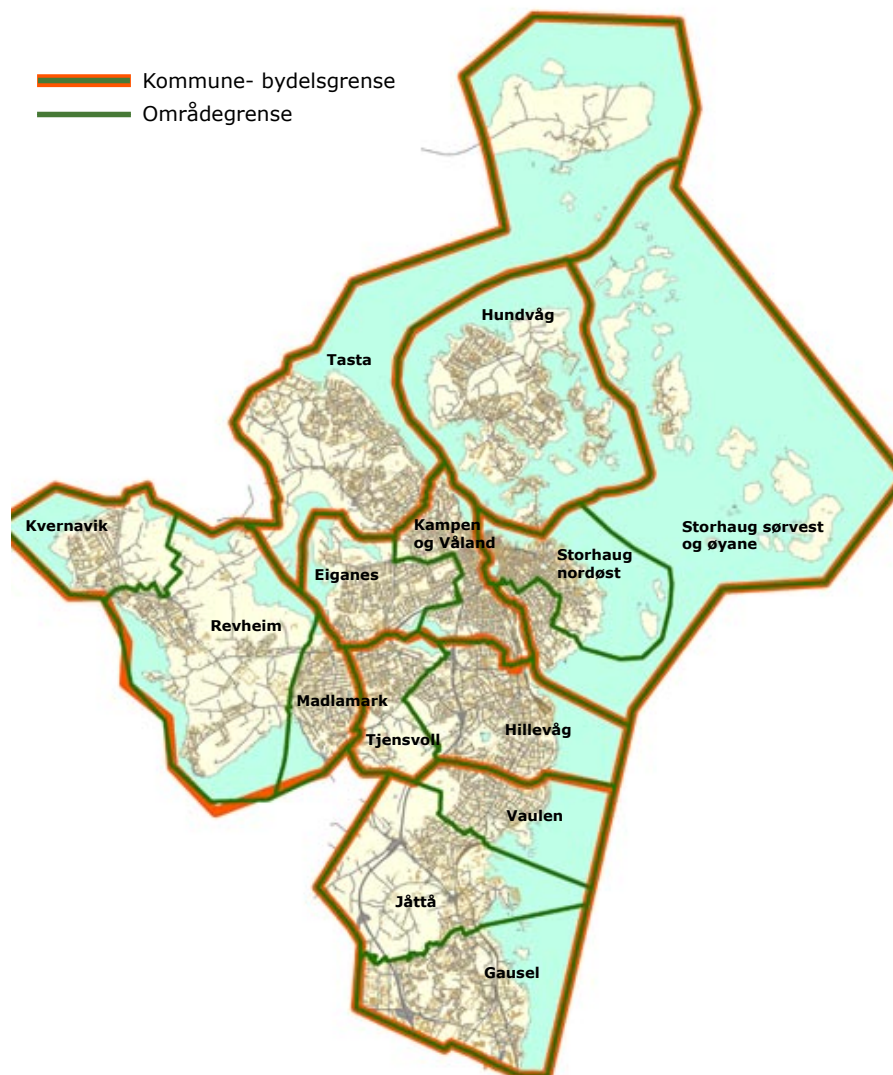 Kommune- bydelsgrense
Områdegrense
Hundvåg
Tasta
Kvernavik
Kampen
og Våland
Storhaug sørvest
og øyane
Storhaug
nordøst
Eiganes
Revheim
Madlamark
Hillevåg
Tjensvoll
Vaulen
Jåttå
Gausel